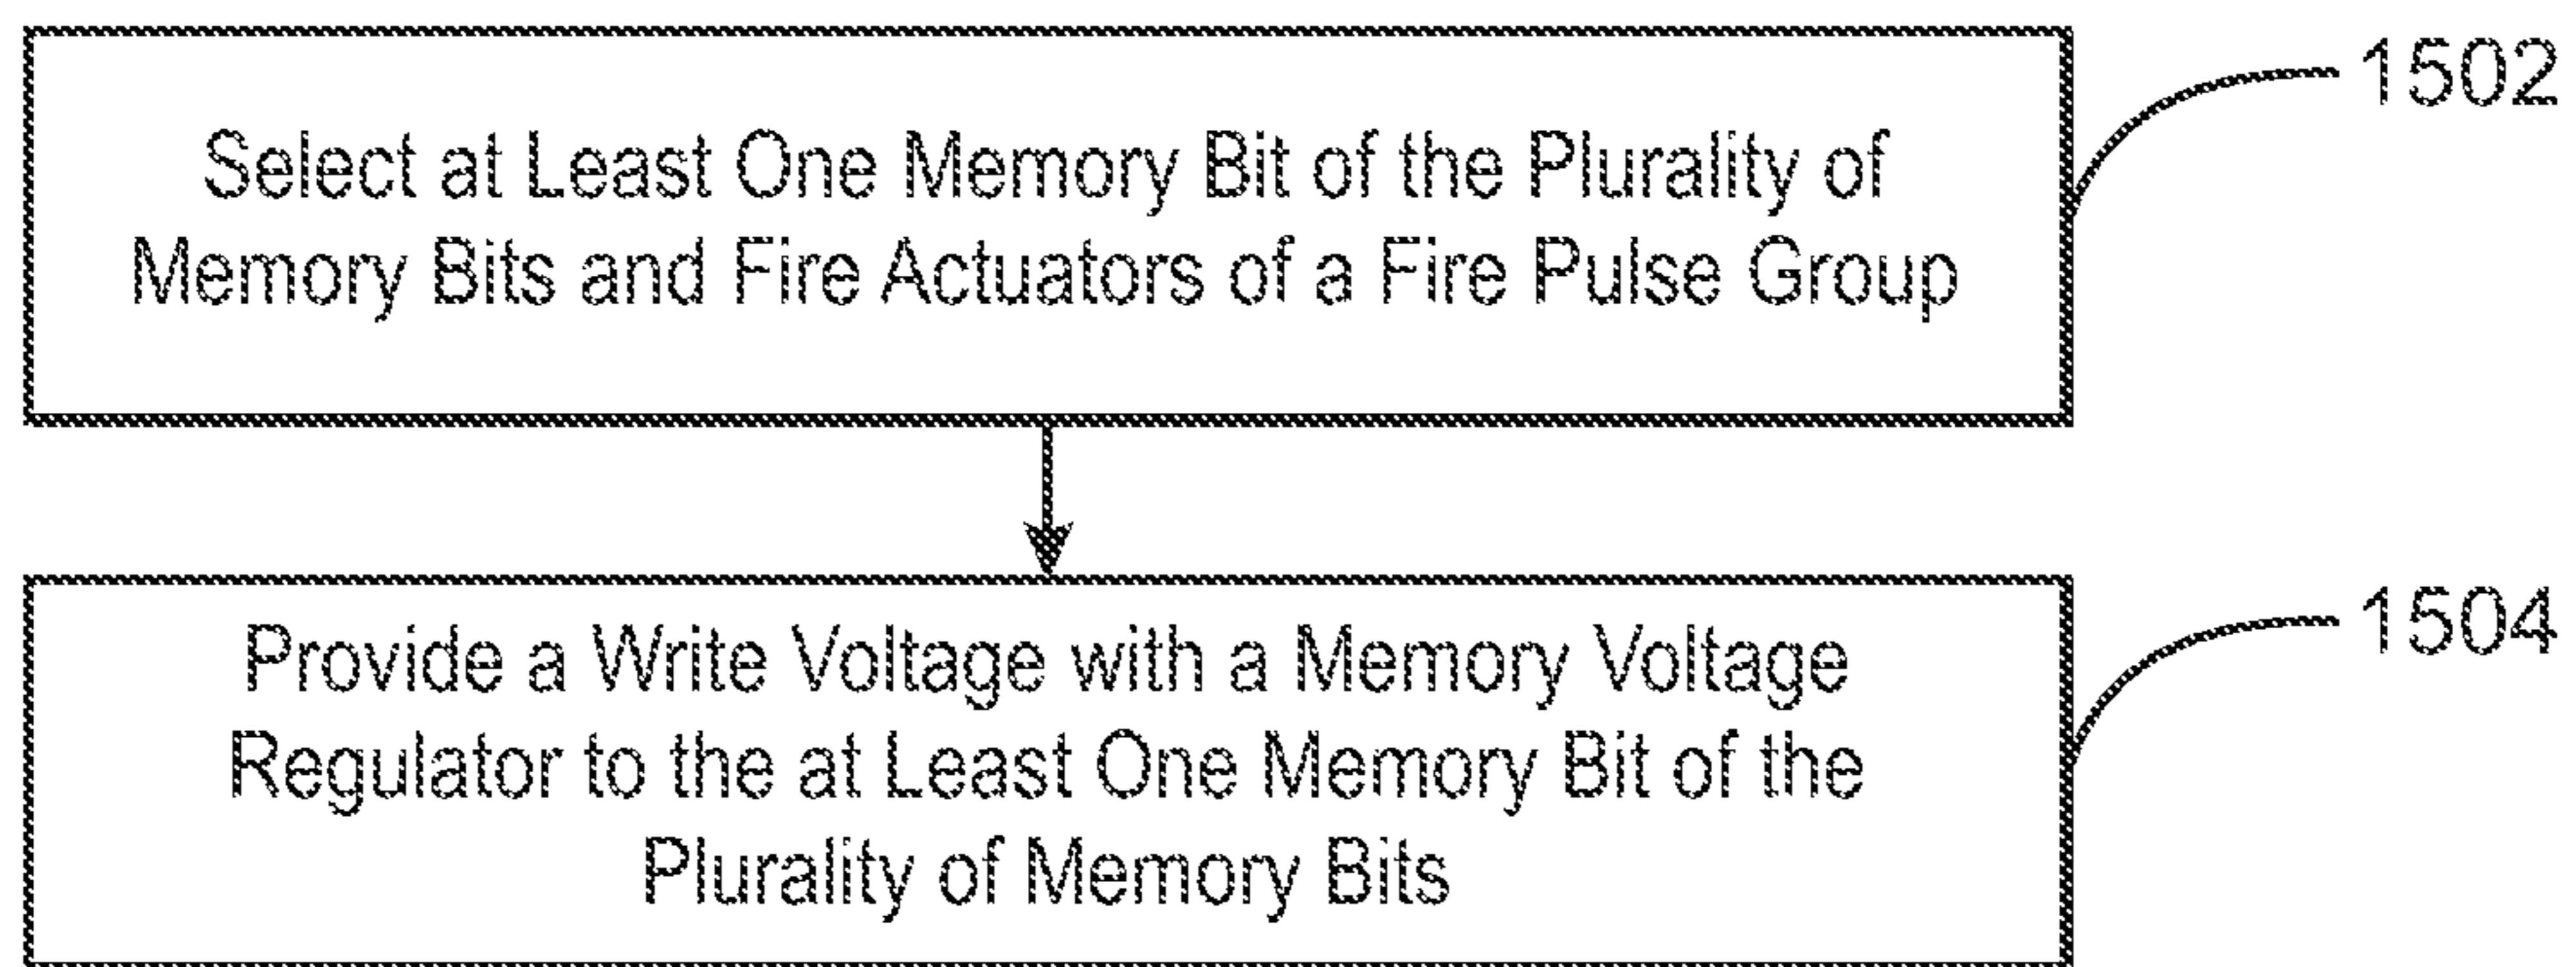 1502
Select at Least One Memory Bit of the Plurality of
Memory Bits and Fire Actuators of a Fire Pulse Group
1504
Provide a Write Voltage with a Memory Voltage
Regulator to the at Least One Memory Bit of the
Plurality of Memory Bits